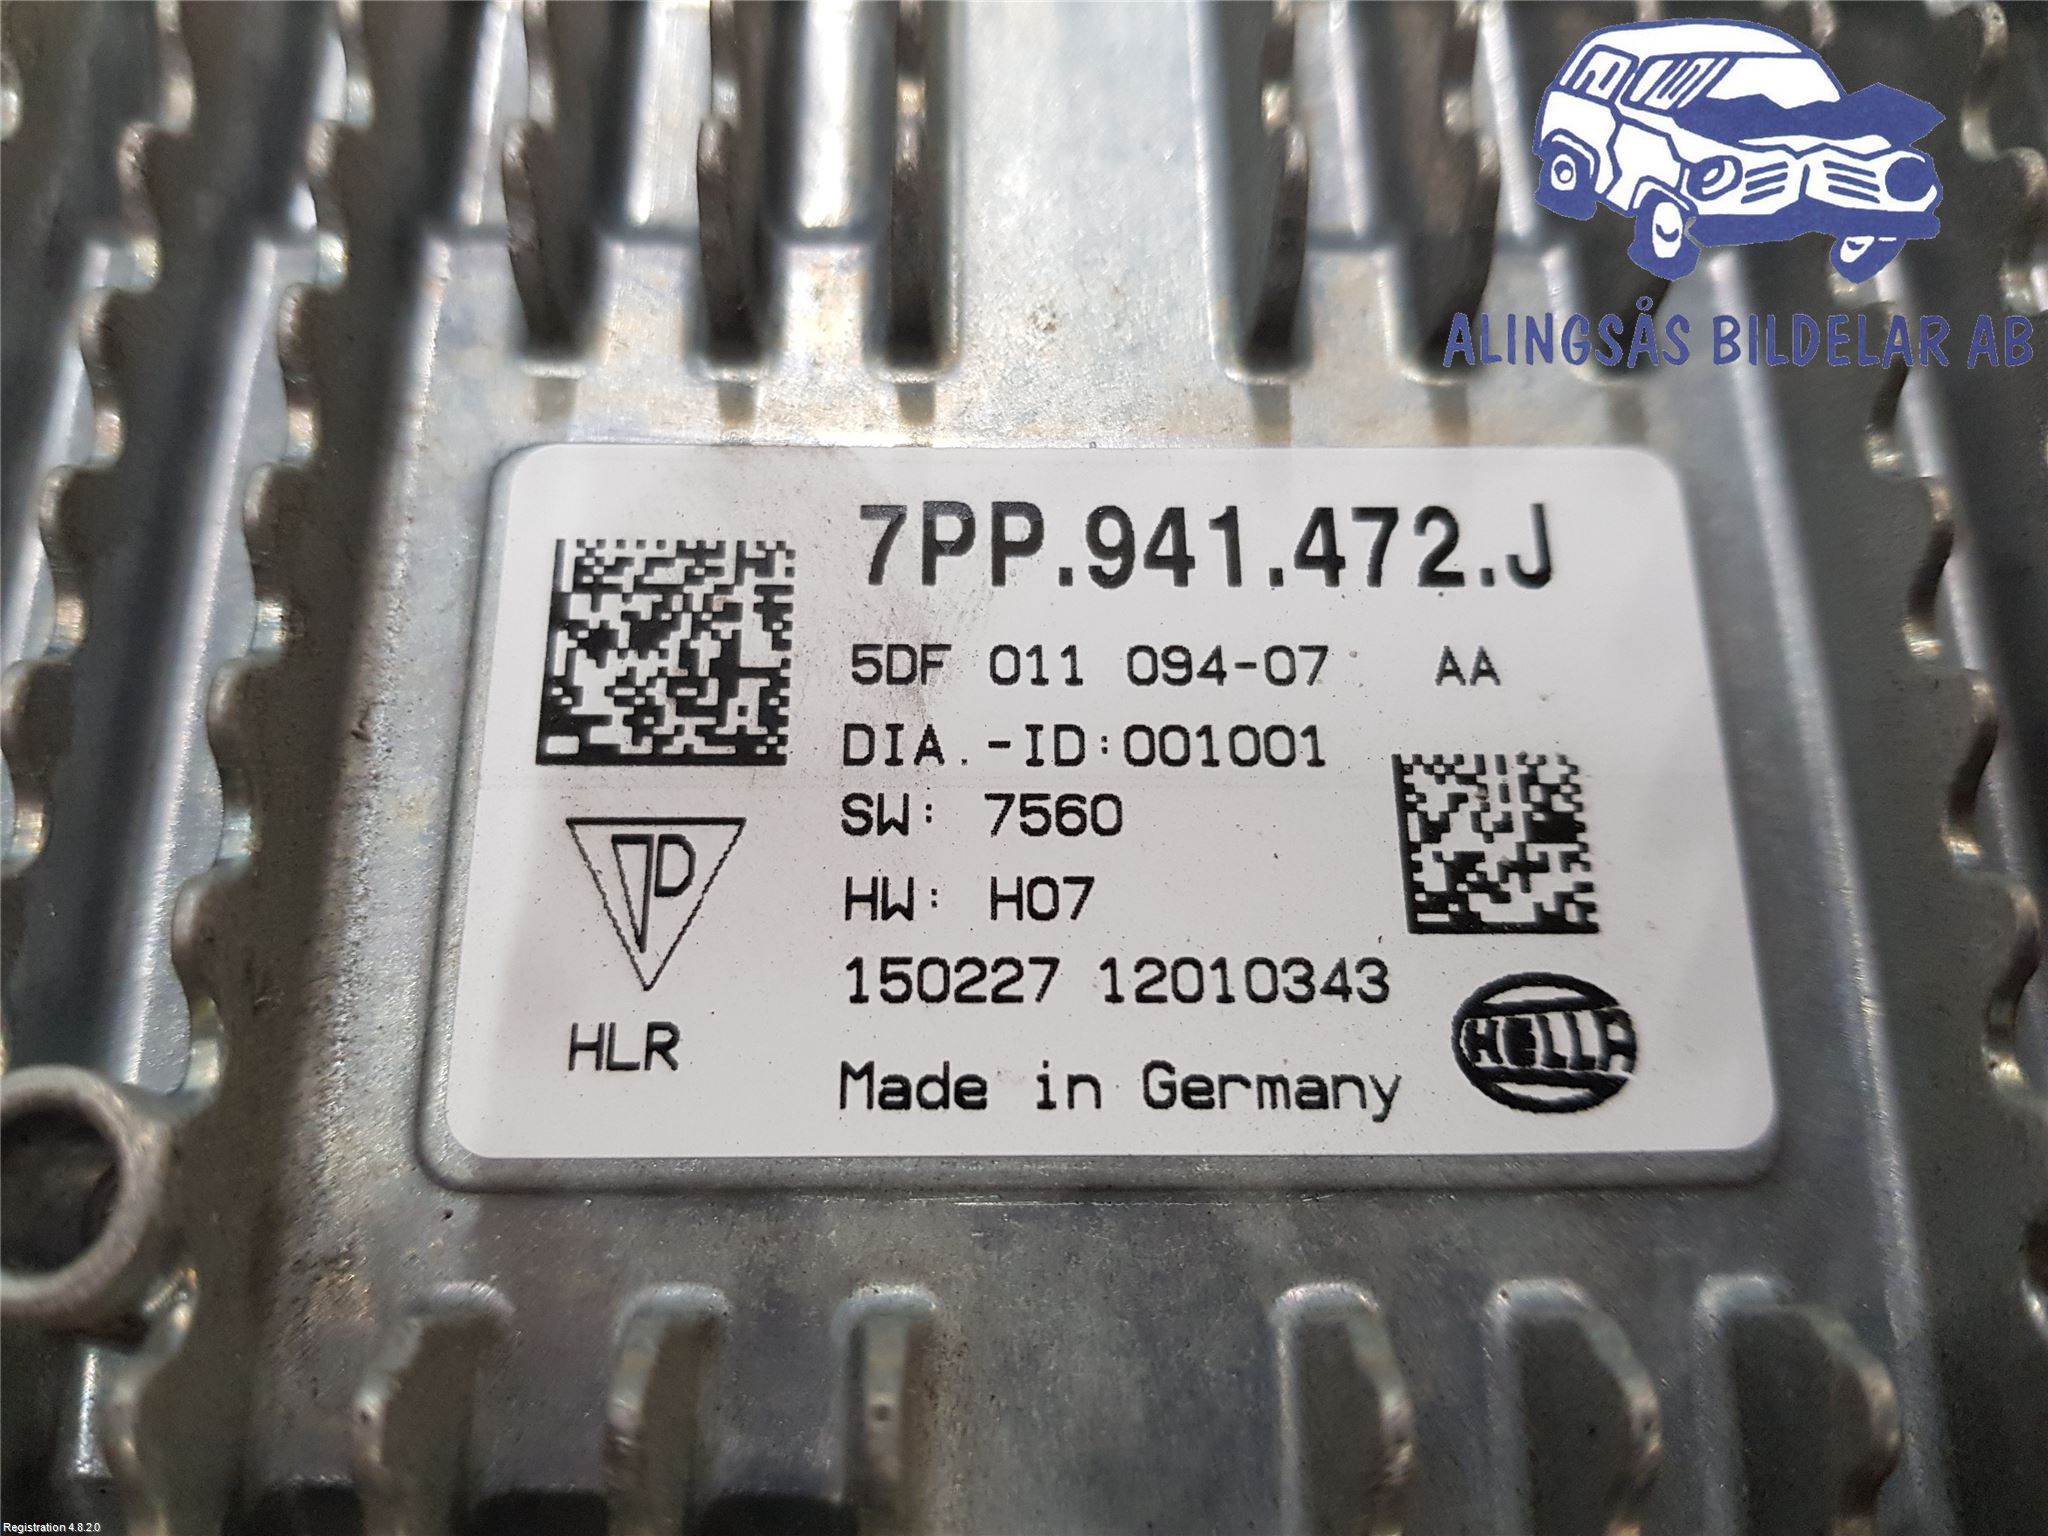 ALINGSÅS BILDELAR AB
7PP.941.472.J
5DF 011 094-07 AA
DIA.-ID:001001
SW: 7560
HW: H07
150227 12010343
HLR
Made in Germany
HELLA
Registration 4.8.2.0